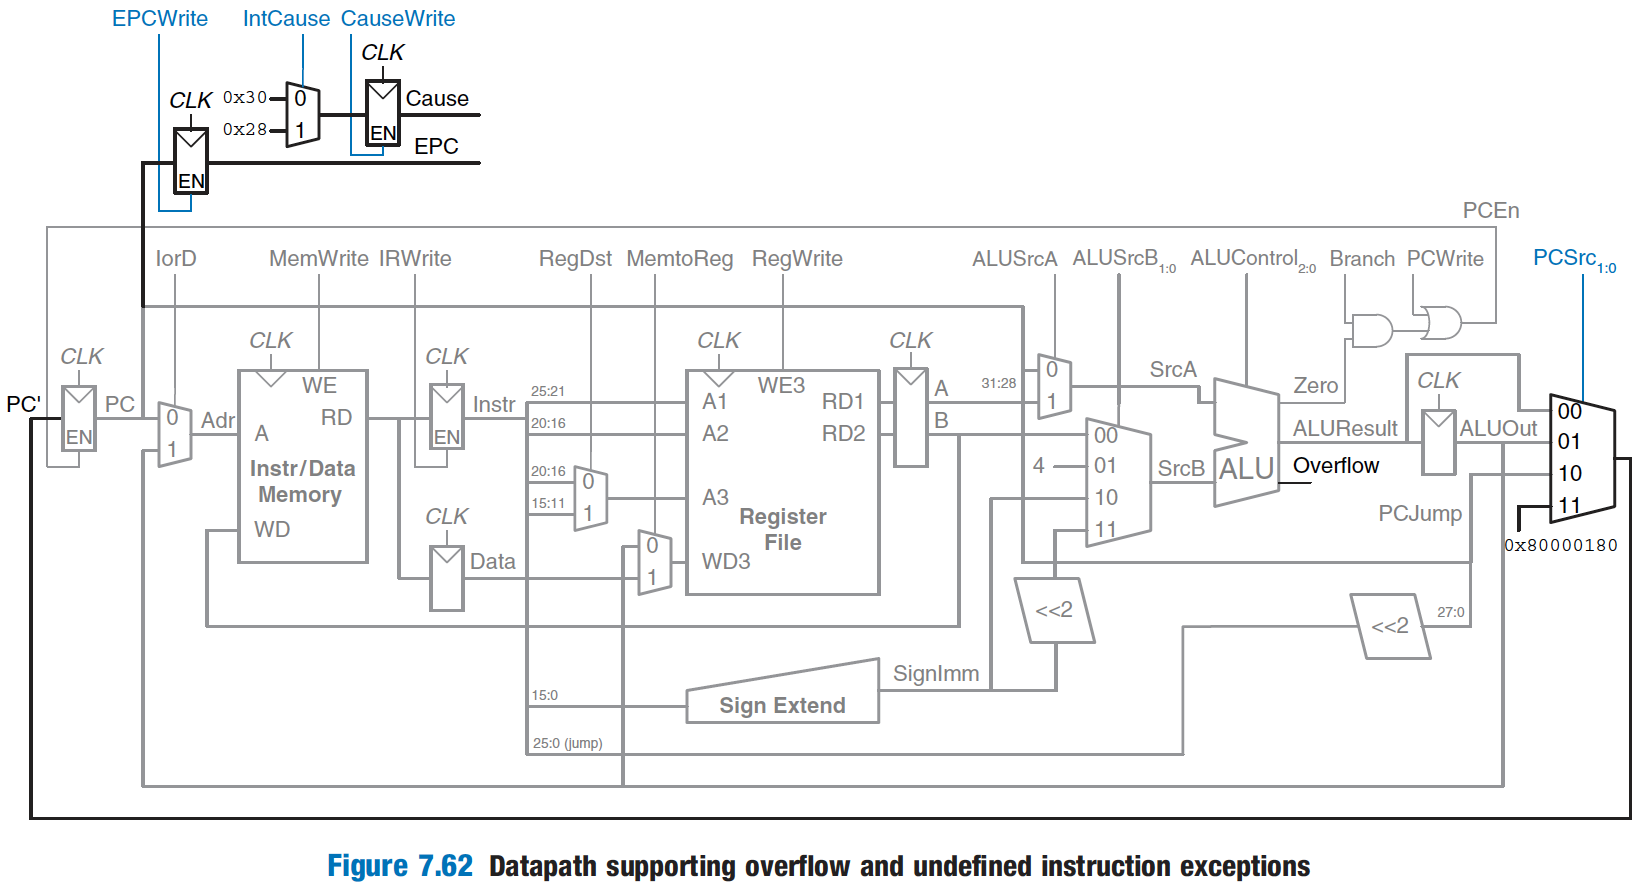 EPCWrite IntCause CauseWrite
CLK
CLK 0x30 0 Cause
0x28 1 EN
EPC
EN
PCEn
IorD MemWrite IRWrite RegDst MemtoReg RegWrite ALUSrcA ALUSrcB1:0 ALUControl2:0 Branch PCWrite PCSrc1:0
CLK CLK CLK CLK CLK
CLK
WE WE3 0 SrcA Zero CLK
PC' PC 0 Adr A RD Instr 25:21 A1 RD1 A 31:28 1 00
EN 1 EN 20:16 A2 RD2 B 00 ALUResult ALUOut 01
Instr/Data 20:16 0 4 01 SrcB ALU Overflow 10
Memory 15:11 1 A3 10 11
WD CLK Register 11 PCJump
File 0x80000180
Data 0 WD3
1
<<2 <<2 27:0
SignImm
15:0 Sign Extend
25:0 (jump)
Figure 7.62 Datapath supporting overflow and undefined instruction exceptions